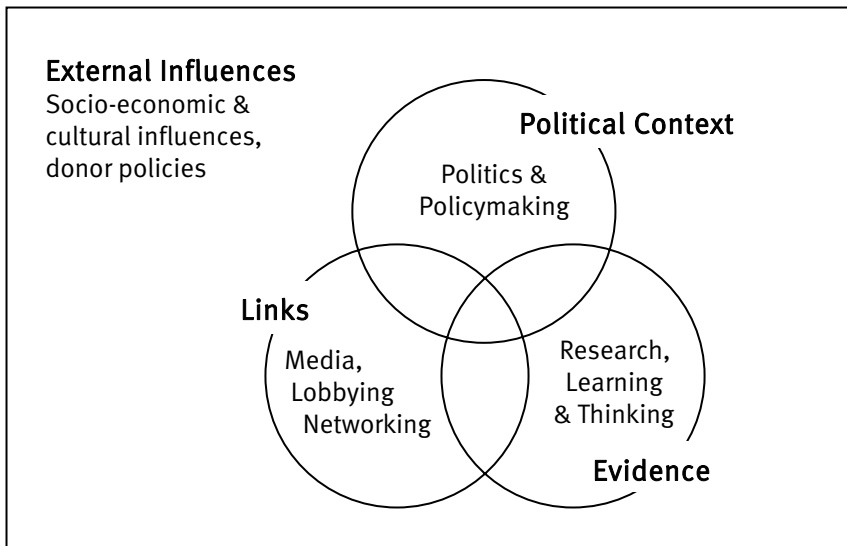 External Influences
Socio-economic &
cultural influences,
donor policies
Political Context
Politics &
Policymaking
Links
Media,
Lobbying
Networking
Research,
Learning
& Thinking
Evidence